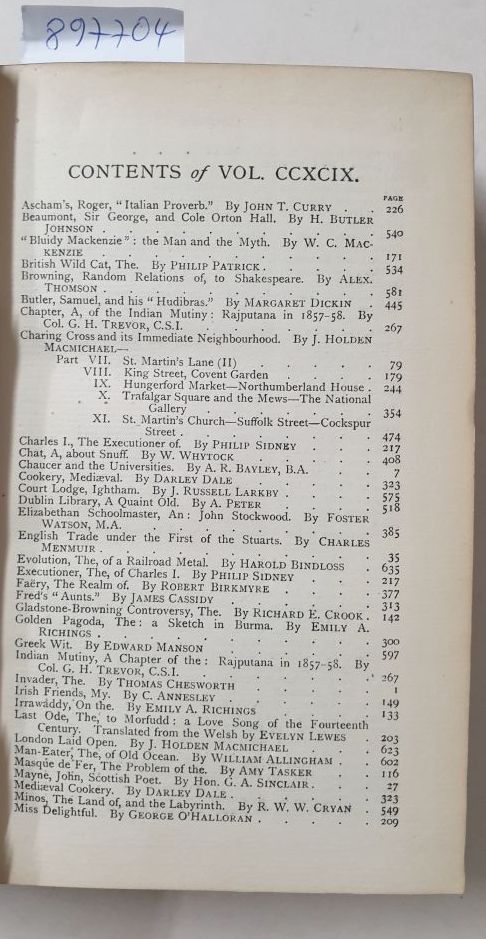 897704
CONTENTS of VOL. CCXCIX.
PAGE
Ascham's, Roger, "Italian Proverb." By JOHN T. CURRY . . 226
Beaumont, Sir George, and Cole Orton Hall. By H. BUTLER
JOHNSON . . . . . . . . . 540
"Bluidy Mackenzie": the Man and the Myth. By W. C. MAC-
KENZIE . . . . . . . . . 171
British Wild Cat, The. By PHILIP PATRICK . . . . 534
Browning, Random Relations of, to Shakespeare. By ALEX.
THOMSON . . . . . . . . . 581
Butler, Samuel, and his "Hudibras." By MARGARET DICKIN . 445
Chapter, A, of the Indian Mutiny: Rajputana in 1857-58. By
Col. G. H. TREVOR, C.S.I. . . . . . . 267
Charing Cross and its Immediate Neighbourhood. By J. HOLDEN
MACMICHAEL—
Part VII. St. Martin's Lane (II) . . . . . 79
VIII. King Street, Covent Garden . . . . 179
IX. Hungerford Market—Northumberland House . 244
X. Trafalgar Square and the Mews—The National
Gallery . . . . . . . 354
XI. St. Martin's Church—Suffolk Street—Cockspur
Street . . . . . . . 474
Charles I., The Executioner of. By PHILIP SIDNEY . . . 217
Chat, A, about Snuff. By W. WHYTOCK . . . . 408
Chaucer and the Universities. By A. R. BAYLEY, B.A. . . 7
Cookery, Mediæval. By DARLEY DALE . . . . . 323
Court Lodge, Ightham. By J. RUSSELL LARKBY . . . . 575
Dublin Library, A Quaint Old. By A. PETER . . . . 518
Elizabethan Schoolmaster, An: John Stockwood. By FOSTER
WATSON, M.A. . . . . . . . . 385
English Trade under the First of the Stuarts. By CHARLES
MENMUIR . . . . . . . . . 35
Evolution, The, of a Railroad Metal. By HAROLD BINDLOSS . 635
Executioner, The, of Charles I. By PHILIP SIDNEY . . . 217
Faëry, The Realm of. By ROBERT BIRKMYRE . . . . 377
Fred's "Aunts." By JAMES CASSIDY . . . . . 313
Gladstone-Browning Controversy, The. By RICHARD E. CROOK . 142
Golden Pagoda, The: a Sketch in Burma. By EMILY A.
RICHINGS . . . . . . . . . 300
Greek Wit. By EDWARD MANSON . . . . . 597
Indian Mutiny, A Chapter of the: Rajputana in 1857-58. By
Col. G. H. TREVOR, C.S.I. . . . . . . 267
Invader, The. By THOMAS CHESWORTH . . . . 1
Irish Friends, My. By C. ANNESLEY . . . . . 149
Irrawaddy, On the. By EMILY A. RICHINGS . . . . 133
Last Ode, The, to Morfudd: a Love Song of the Fourteenth
Century. Translated from the Welsh by EVELYN LEWES . 203
London Laid Open. By J. HOLDEN MACMICHAEL . . . 623
Man-Eater, The, of Old Ocean. By WILLIAM ALLINGHAM . . 602
Masque de Fer, The Problem of the. By AMY TASKER . . 116
Mayne, John, Scottish Poet. By Hon. G. A. SINCLAIR . . . 27
Mediæval Cookery. By DARLEY DALE . . . . . 323
Minos, The Land of, and the Labyrinth. By R. W. W. CRYAN . 549
Miss Delightful. By GEORGE O'HALLORAN . . . . 209